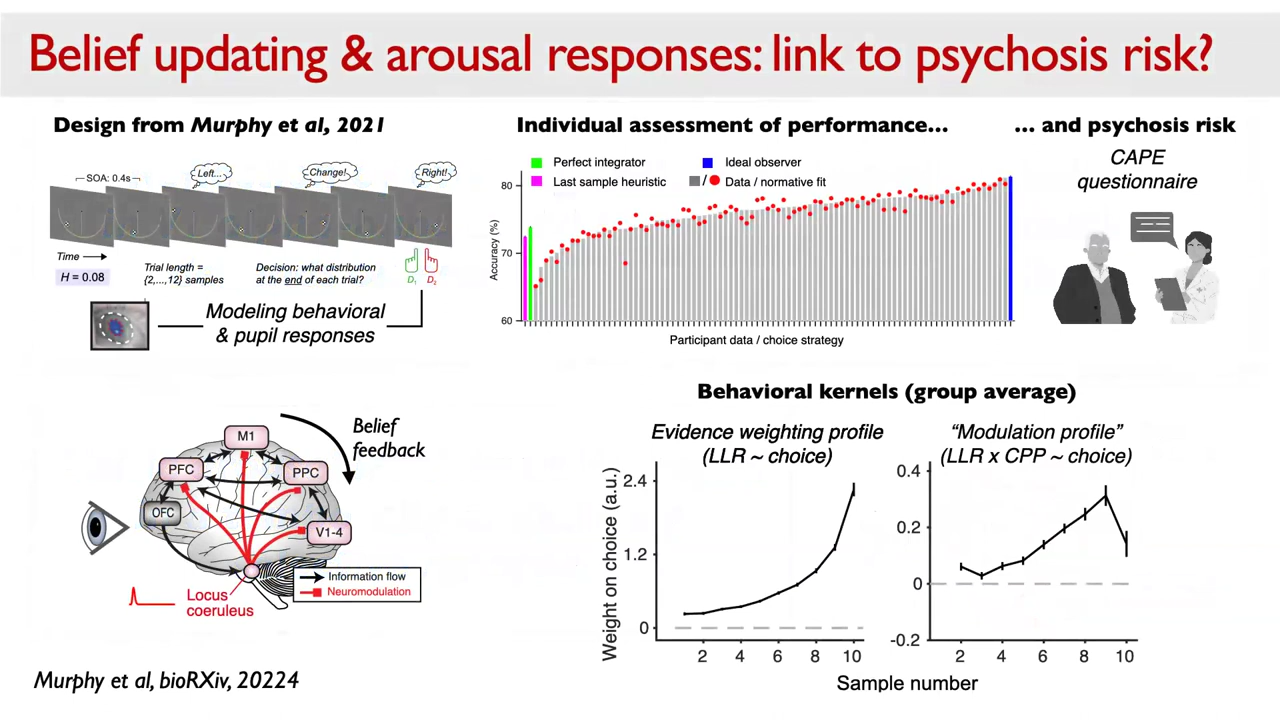 Belief updating & arousal responses: link to psychosis risk?
Design from Murphy et al, 2021
SOA: 0.4s
Left...
Change!
Right!
Time
H = 0.08
Trial length =
{2,...,12} samples
Decision: what distribution
at the end of each trial?
D1
D2
Modeling behavioral
& pupil responses
Individual assessment of performance...
Perfect integrator
Last sample heuristic
Ideal observer
/ Data / normative fit
Accuracy (%)
80
70
60
Participant data / choice strategy
... and psychosis risk
CAPE
questionnaire
M1
PFC
PPC
OFC
V1-4
Belief
feedback
Information flow
Neuromodulation
Locus
coeruleus
Behavioral kernels (group average)
Evidence weighting profile
(LLR ~ choice)
Weight on choice (a.u.)
2.4
1.2
0
2 4 6 8 10
“Modulation profile”
(LLR x CPP ~ choice)
0.4
0.2
0
-0.2
2 4 6 8 10
Sample number
Murphy et al, bioRXiv, 20224